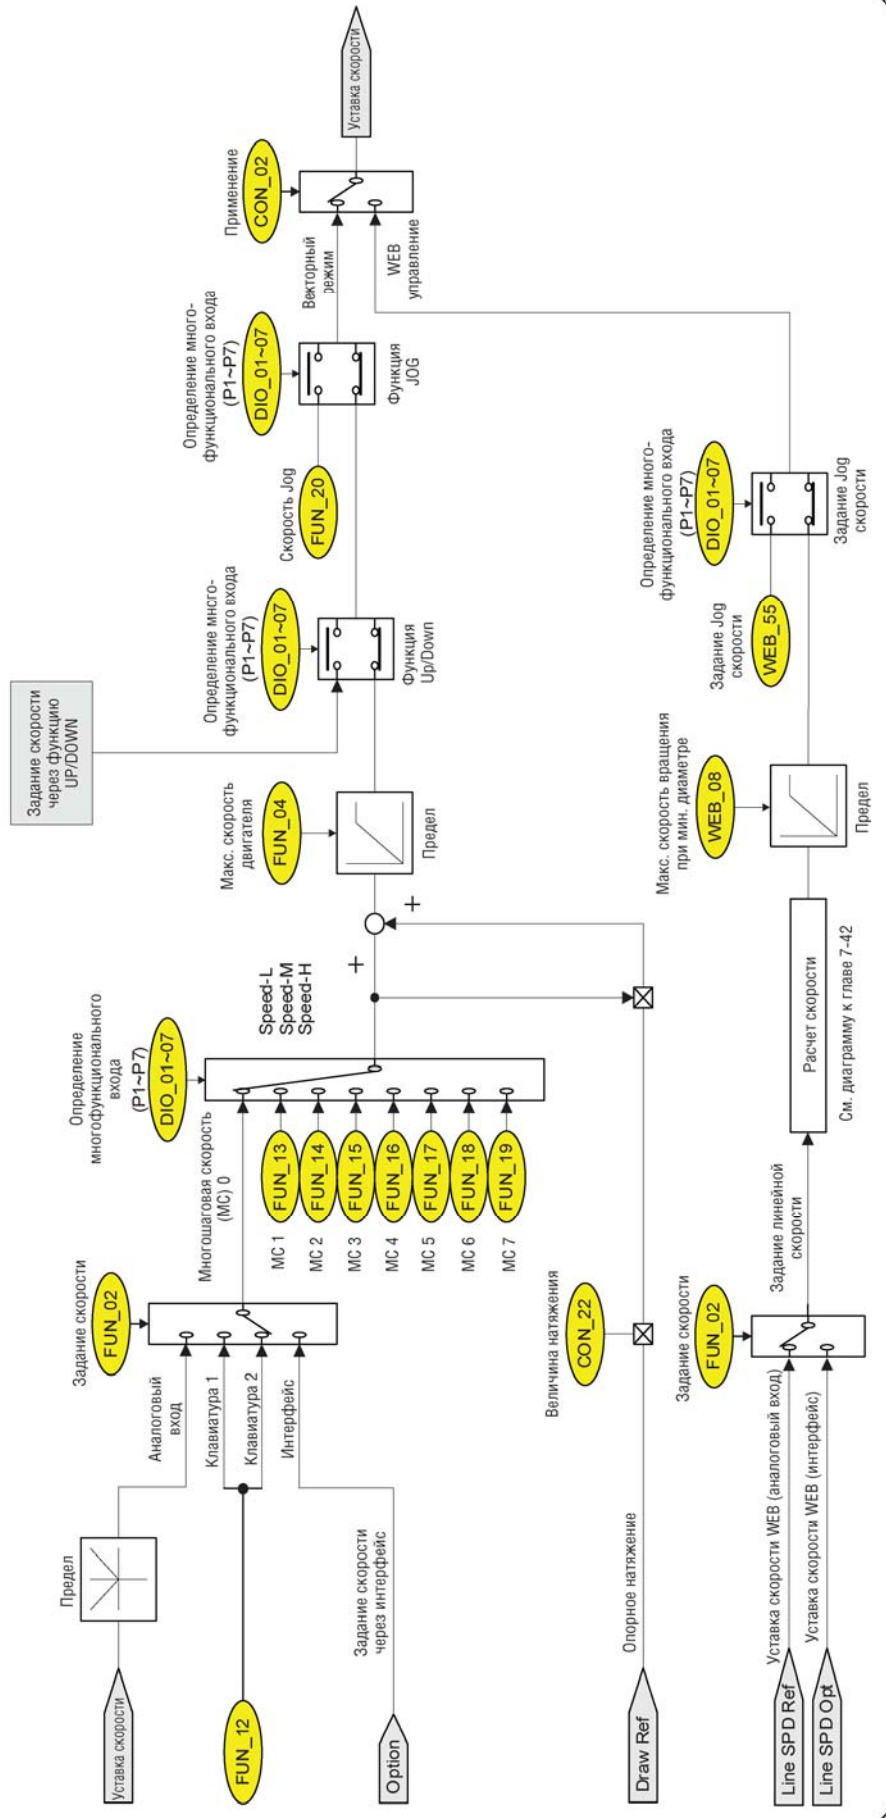 Уставка скорости
Предел
Аналоговый
вход
Клавиатура 1
Клавиатура 2
Интерфейс
FUN_12
Option
Задание скорости
через интерфейс
Задание скорости
FUN_02
Многошаговая скорость
(МС) 0
МС 1
FUN_13
МС 2
FUN_14
МС 3
FUN_15
МС 4
FUN_16
МС 5
FUN_17
МС 6
FUN_18
МС 7
FUN_19
Определение
многофункционального
входа
(P1~P7)
DIO_01~07
Speed-L
Speed-M
Speed-H
+
+
Макс. скорость
двигателя
FUN_04
Предел
Задание скорости
через функцию
UP/DOWN
Определение много-
функционального входа
(P1~P7)
DIO_01~07
Функция
Up/Down
Скорость Jog
FUN_20
Определение много-
функционального входа
(P1~P7)
DIO_01~07
Функция
JOG
Векторный
режим
WEB
управление
Применение
CON_02
Уставка скорости
Draw Ref
Опорное натяжение
Величина натяжения
CON_22
Line SPD Ref
Уставка скорости WEB (аналоговый вход)
Line SPD Opt
Уставка скорости WEB (интерфейс)
Задание скорости
FUN_02
Задание линейной
скорости
Расчет скорости
См. диаграмму к главе 7-42
Макс. скорость вращения
при мин. диаметре
WEB_08
Предел
Задание Jog
скорости
WEB_55
Определение много-
функционального входа
(P1~P7)
DIO_01~07
Задание Jog
скорости